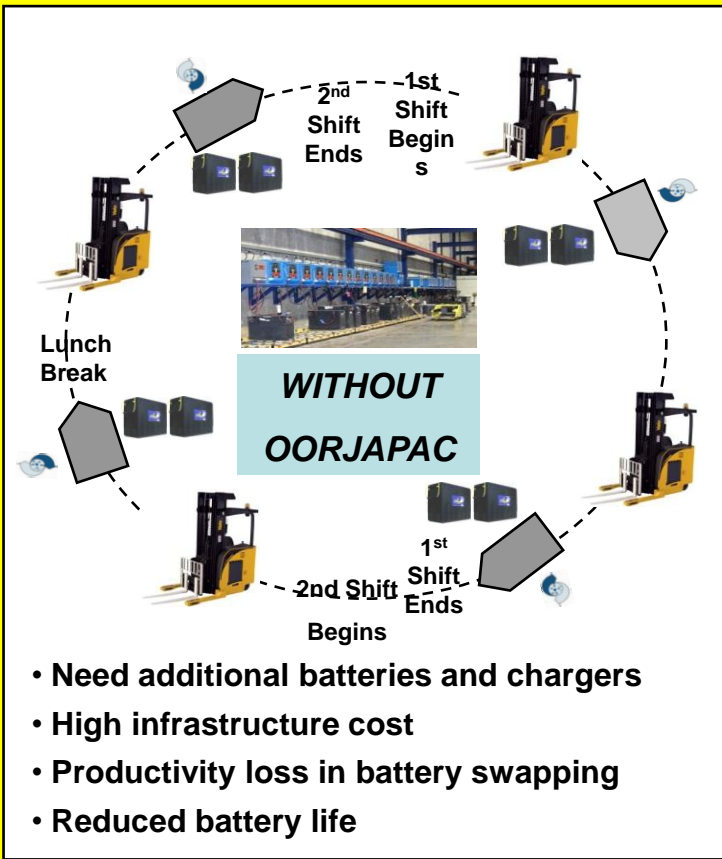 2nd
Shift
Ends
1st
Shift
Begin
s
Lunch
Break
WITHOUT
OORJAPAC
1st
Shift
Ends
2nd Shift
Begins
• Need additional batteries and chargers
• High infrastructure cost
• Productivity loss in battery swapping
• Reduced battery life